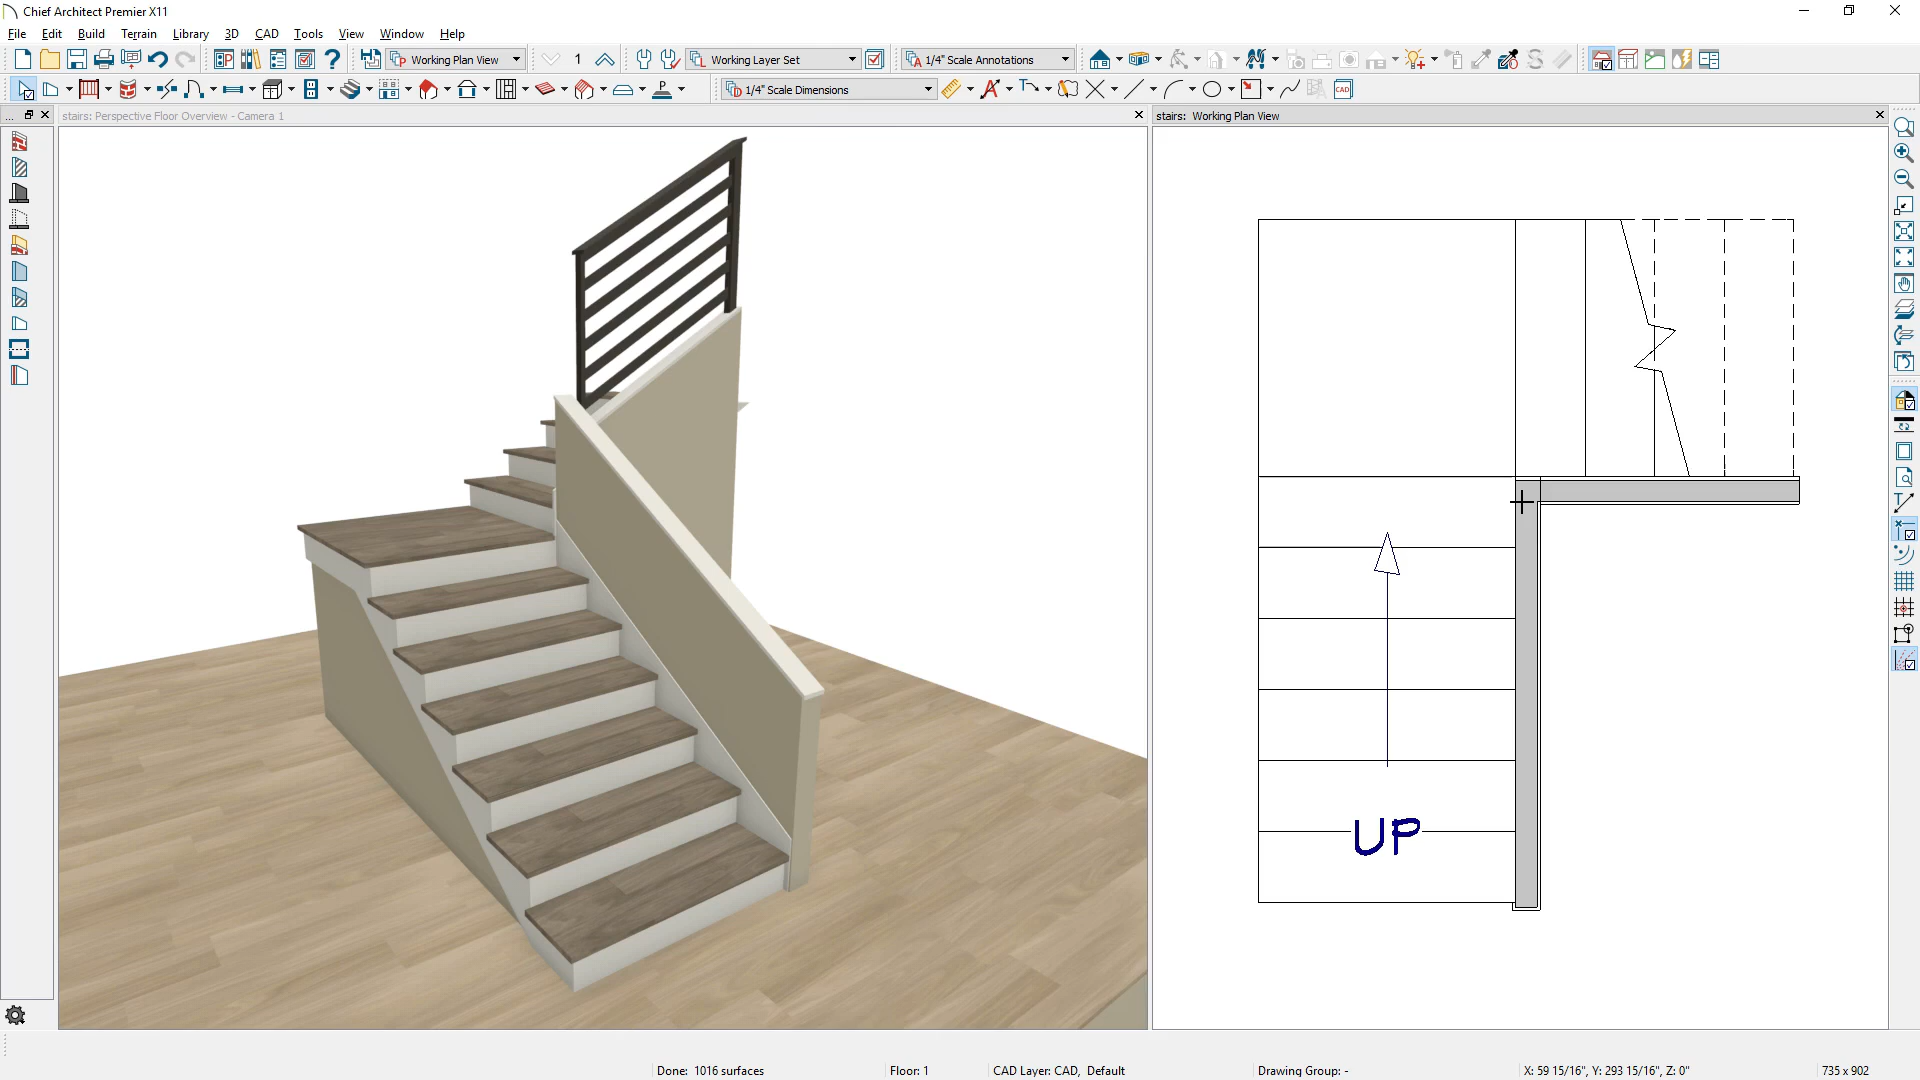 Chief Architect Premier X11
File Edit Build Terrain Library 3D CAD Tools View Window Help
Working Plan View 1 Working Layer Set 1/4" Scale Annotations
1/4" Scale Dimensions
stairs: Perspective Floor Overview - Camera 1
stairs: Working Plan View
UP
Done: 1016 surfaces Floor: 1 CAD Layer: CAD, Default Drawing Group: - X: 59 15/16", Y: 293 15/16", Z: 0" 735 x 902